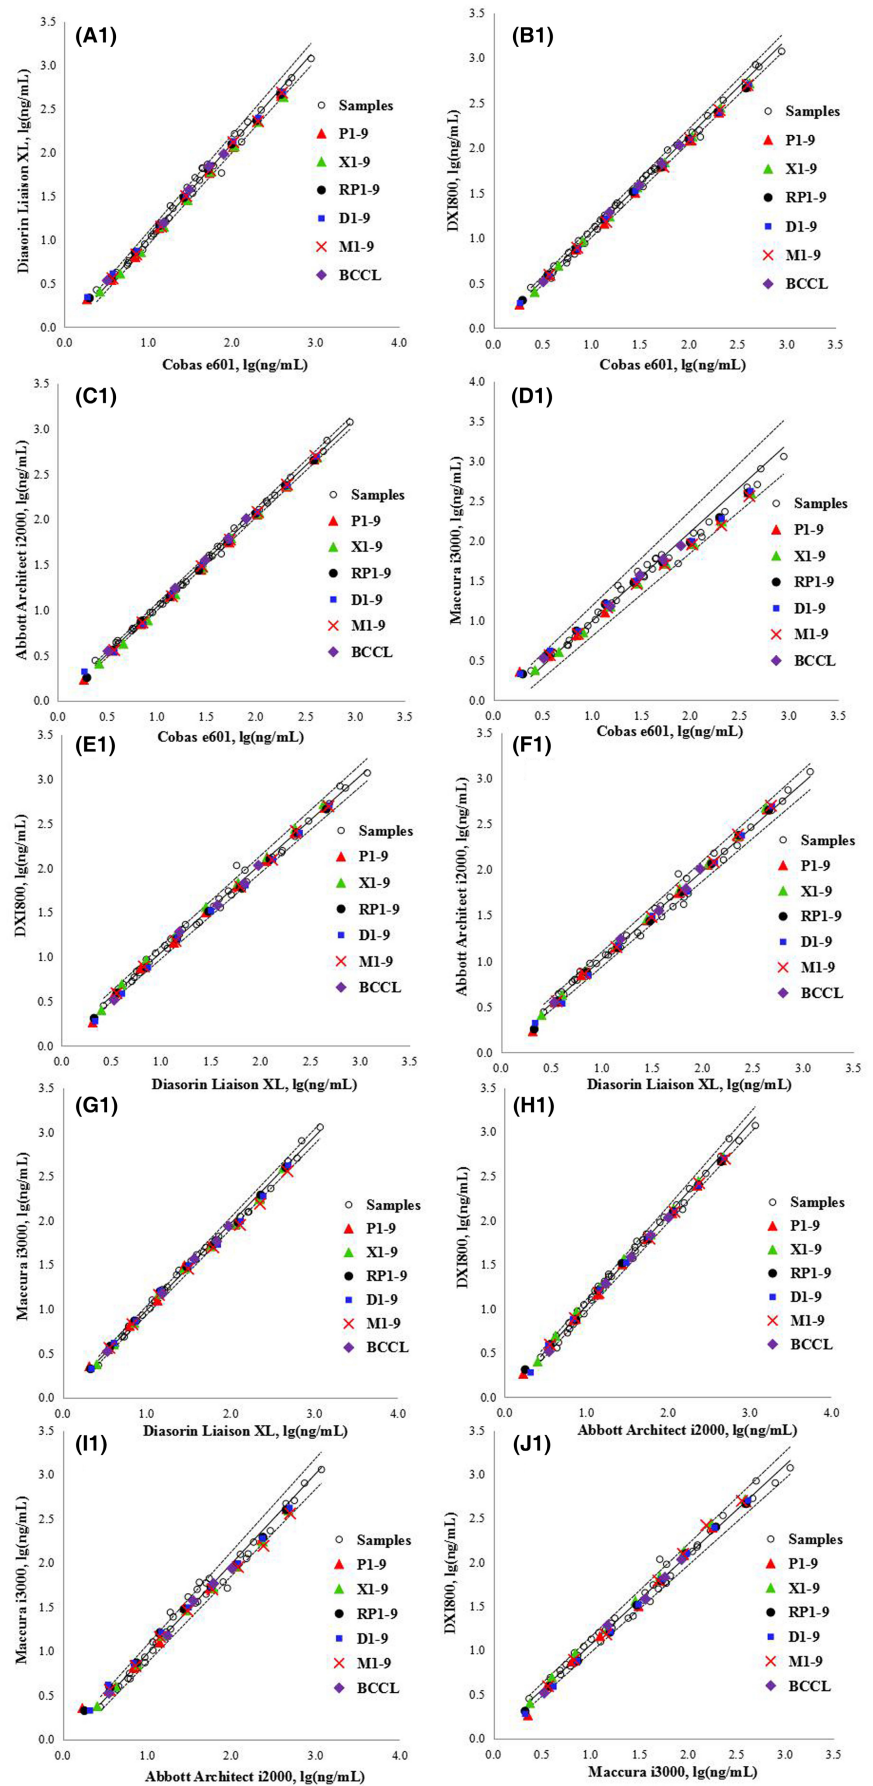 (A1)
3.5
3.0
2.5
2.0
1.5
1.0
0.5
0.0
Diasorin Liaison XL, lg(ng/mL)
Samples
P1-9
X1-9
RP1-9
D1-9
M1-9
BCCL
0.0 1.0 2.0 3.0 4.0
Cobas e601, lg(ng/mL)
(B1)
3.5
3.0
2.5
2.0
1.5
1.0
0.5
0.0
DXI800, lg(ng/mL)
Samples
P1-9
X1-9
RP1-9
D1-9
M1-9
BCCL
0.0 0.5 1.0 1.5 2.0 2.5 3.0 3.5
Cobas e601, lg(ng/mL)
(C1)
3.5
3.0
2.5
2.0
1.5
1.0
0.5
0.0
Abbott Architect i2000, lg(ng/mL)
Samples
P1-9
X1-9
RP1-9
D1-9
M1-9
BCCL
0.0 0.5 1.0 1.5 2.0 2.5 3.0 3.5
Cobas e601, lg(ng/mL)
(D1)
4.0
3.5
3.0
2.5
2.0
1.5
1.0
0.5
0.0
Maccura i3000, lg(ng/mL)
Samples
P1-9
X1-9
RP1-9
D1-9
M1-9
BCCL
0.0 0.5 1.0 1.5 2.0 2.5 3.0 3.5
Cobas e601, lg(ng/mL)
(E1)
3.5
3.0
2.5
2.0
1.5
1.0
0.5
0.0
DXI800, lg(ng/mL)
Samples
P1-9
X1-9
RP1-9
D1-9
M1-9
BCCL
0.0 0.5 1.0 1.5 2.0 2.5 3.0 3.5
Diasorin Liaison XL, lg(ng/mL)
(F1)
3.5
3.0
2.5
2.0
1.5
1.0
0.5
0.0
Abbott Architect i2000, lg(ng/mL)
Samples
P1-9
X1-9
RP1-9
D1-9
M1-9
BCCL
0.0 0.5 1.0 1.5 2.0 2.5 3.0 3.5
Diasorin Liaison XL, lg(ng/mL)
(G1)
3.5
3.0
2.5
2.0
1.5
1.0
0.5
0.0
Maccura i3000, lg(ng/mL)
Samples
P1-9
X1-9
RP1-9
D1-9
M1-9
BCCL
0.0 1.0 2.0 3.0 4.0
Diasorin Liaison XL, lg(ng/mL)
(H1)
3.5
3.0
2.5
2.0
1.5
1.0
0.5
0.0
DXI800, lg(ng/mL)
Samples
P1-9
X1-9
RP1-9
D1-9
M1-9
BCCL
0.0 1.0 2.0 3.0 4.0
Abbott Architect i2000, lg(ng/mL)
(I1)
3.5
3.0
2.5
2.0
1.5
1.0
0.5
0.0
Maccura i3000, lg(ng/mL)
Samples
P1-9
X1-9
RP1-9
D1-9
M1-9
BCCL
0.0 1.0 2.0 3.0 4.0
Abbott Architect i2000, lg(ng/mL)
(J1)
3.5
3.0
2.5
2.0
1.5
1.0
0.5
0.0
DXI800, lg(ng/mL)
Samples
P1-9
X1-9
RP1-9
D1-9
M1-9
BCCL
0.0 0.5 1.0 1.5 2.0 2.5 3.0 3.5
Maccura i3000, lg(ng/mL)